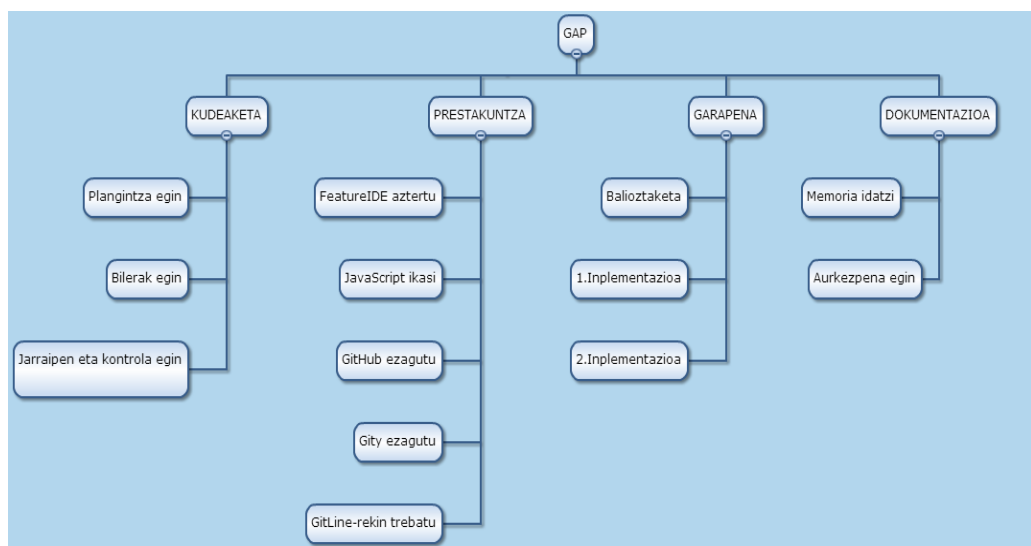 GAP
KUDEAKETA
PRESTAKUNTZA
GARAPENA
DOKUMENTAZIOA
Plangintza egin
FeatureIDE aztertu
Balioztaketa
Memoria idatzi
Bilerak egin
JavaScript ikasi
1.Inplementazioa
Aurkezpena egin
Jarraipen eta kontrola egin
GitHub ezagutu
2.Inplementazioa
Gity ezagutu
GitLine-rekin trebatu